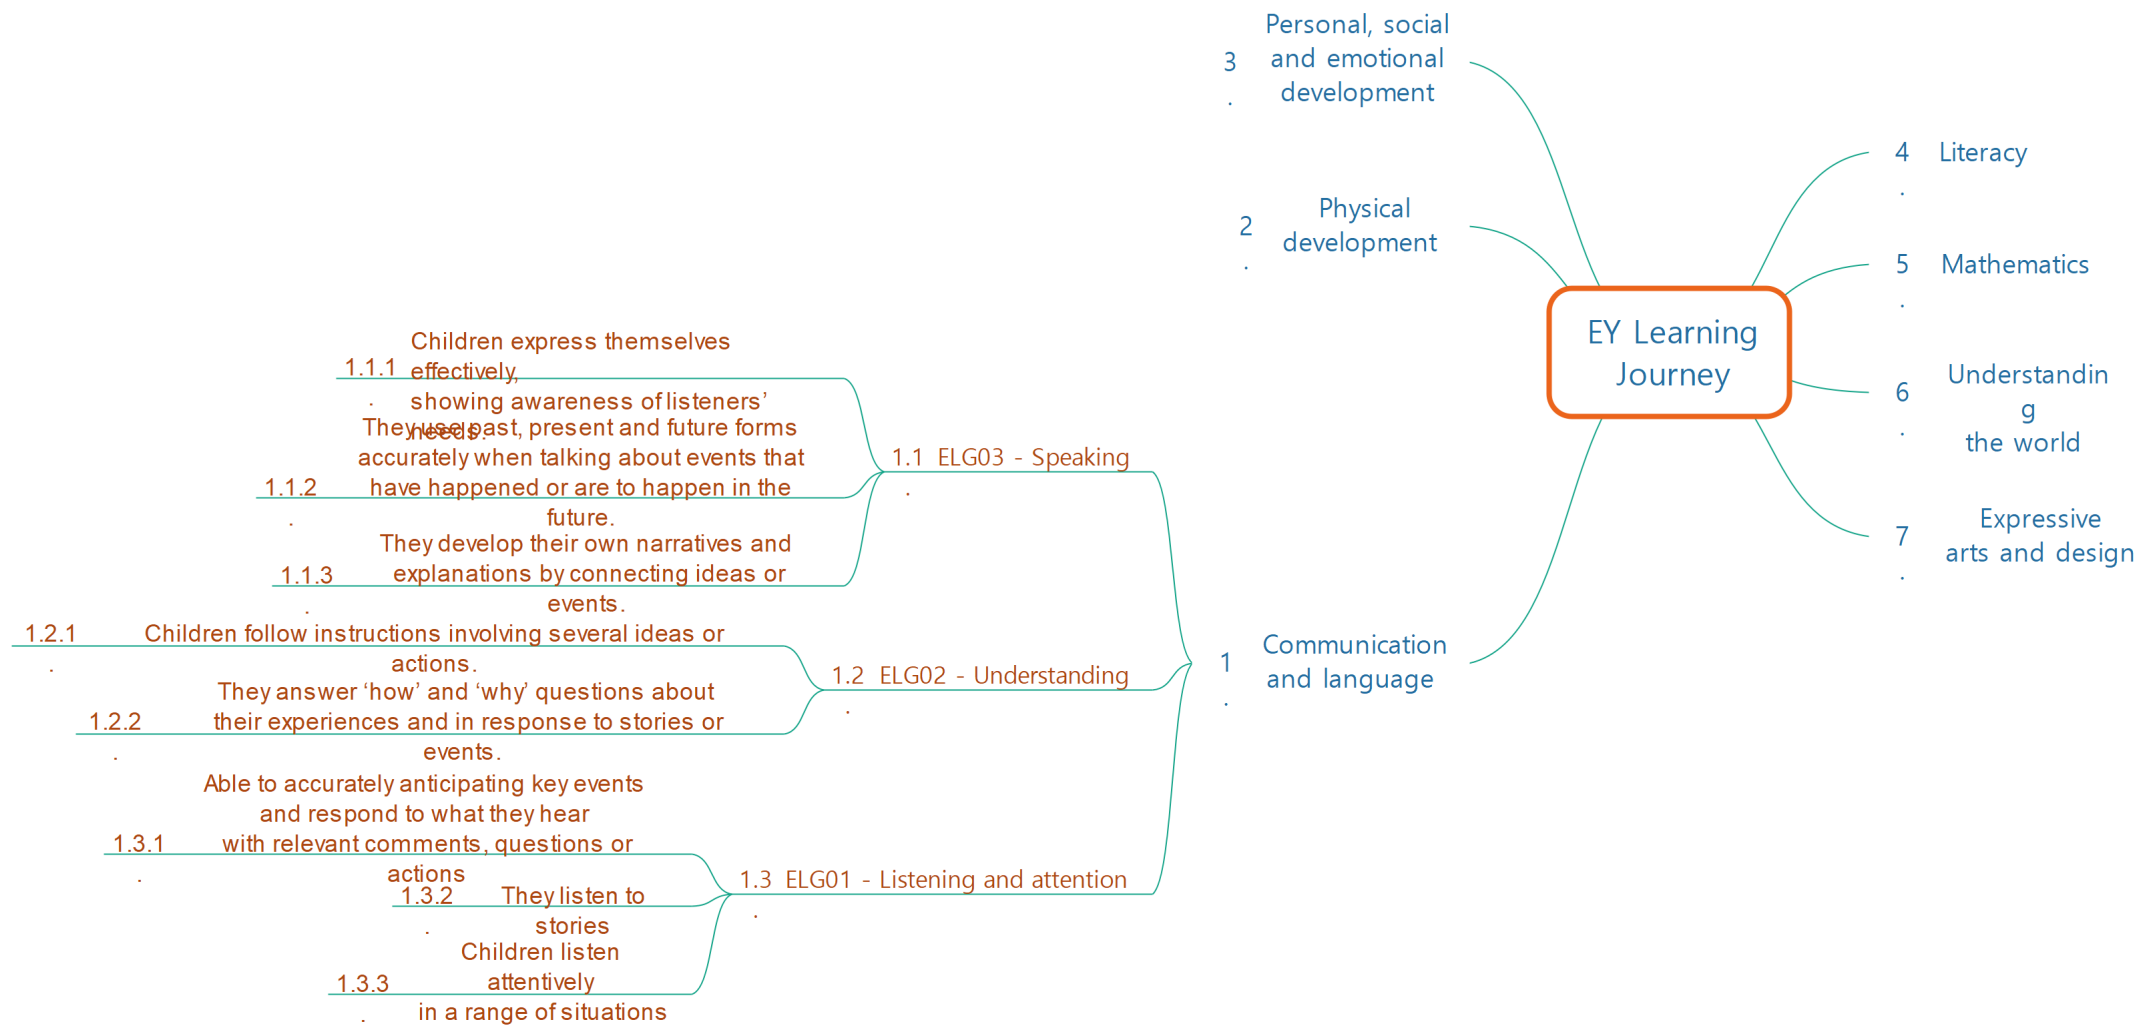 EY Learning
Journey
1.
Communication
and language
1.1.
ELG03 - Speaking
1.1.1.
Children express themselves
effectively,
showing awareness of listeners’
needs.
1.1.2.
They use past, present and future forms
accurately when talking about events that
have happened or are to happen in the
future.
1.1.3.
They develop their own narratives and
explanations by connecting ideas or
events.
1.2.
ELG02 - Understanding
1.2.1.
Children follow instructions involving several ideas or
actions.
1.2.2.
They answer ‘how’ and ‘why’ questions about
their experiences and in response to stories or
events.
1.3.
ELG01 - Listening and attention
1.3.1.
Able to accurately anticipating key events
and respond to what they hear
with relevant comments, questions or
actions
1.3.2.
They listen to
stories
1.3.3.
Children listen
attentively
in a range of situations
2.
Physical
development
3.
Personal, social
and emotional
development
4.
Literacy
5.
Mathematics
6.
Understandin
g
the world
7.
Expressive
arts and design